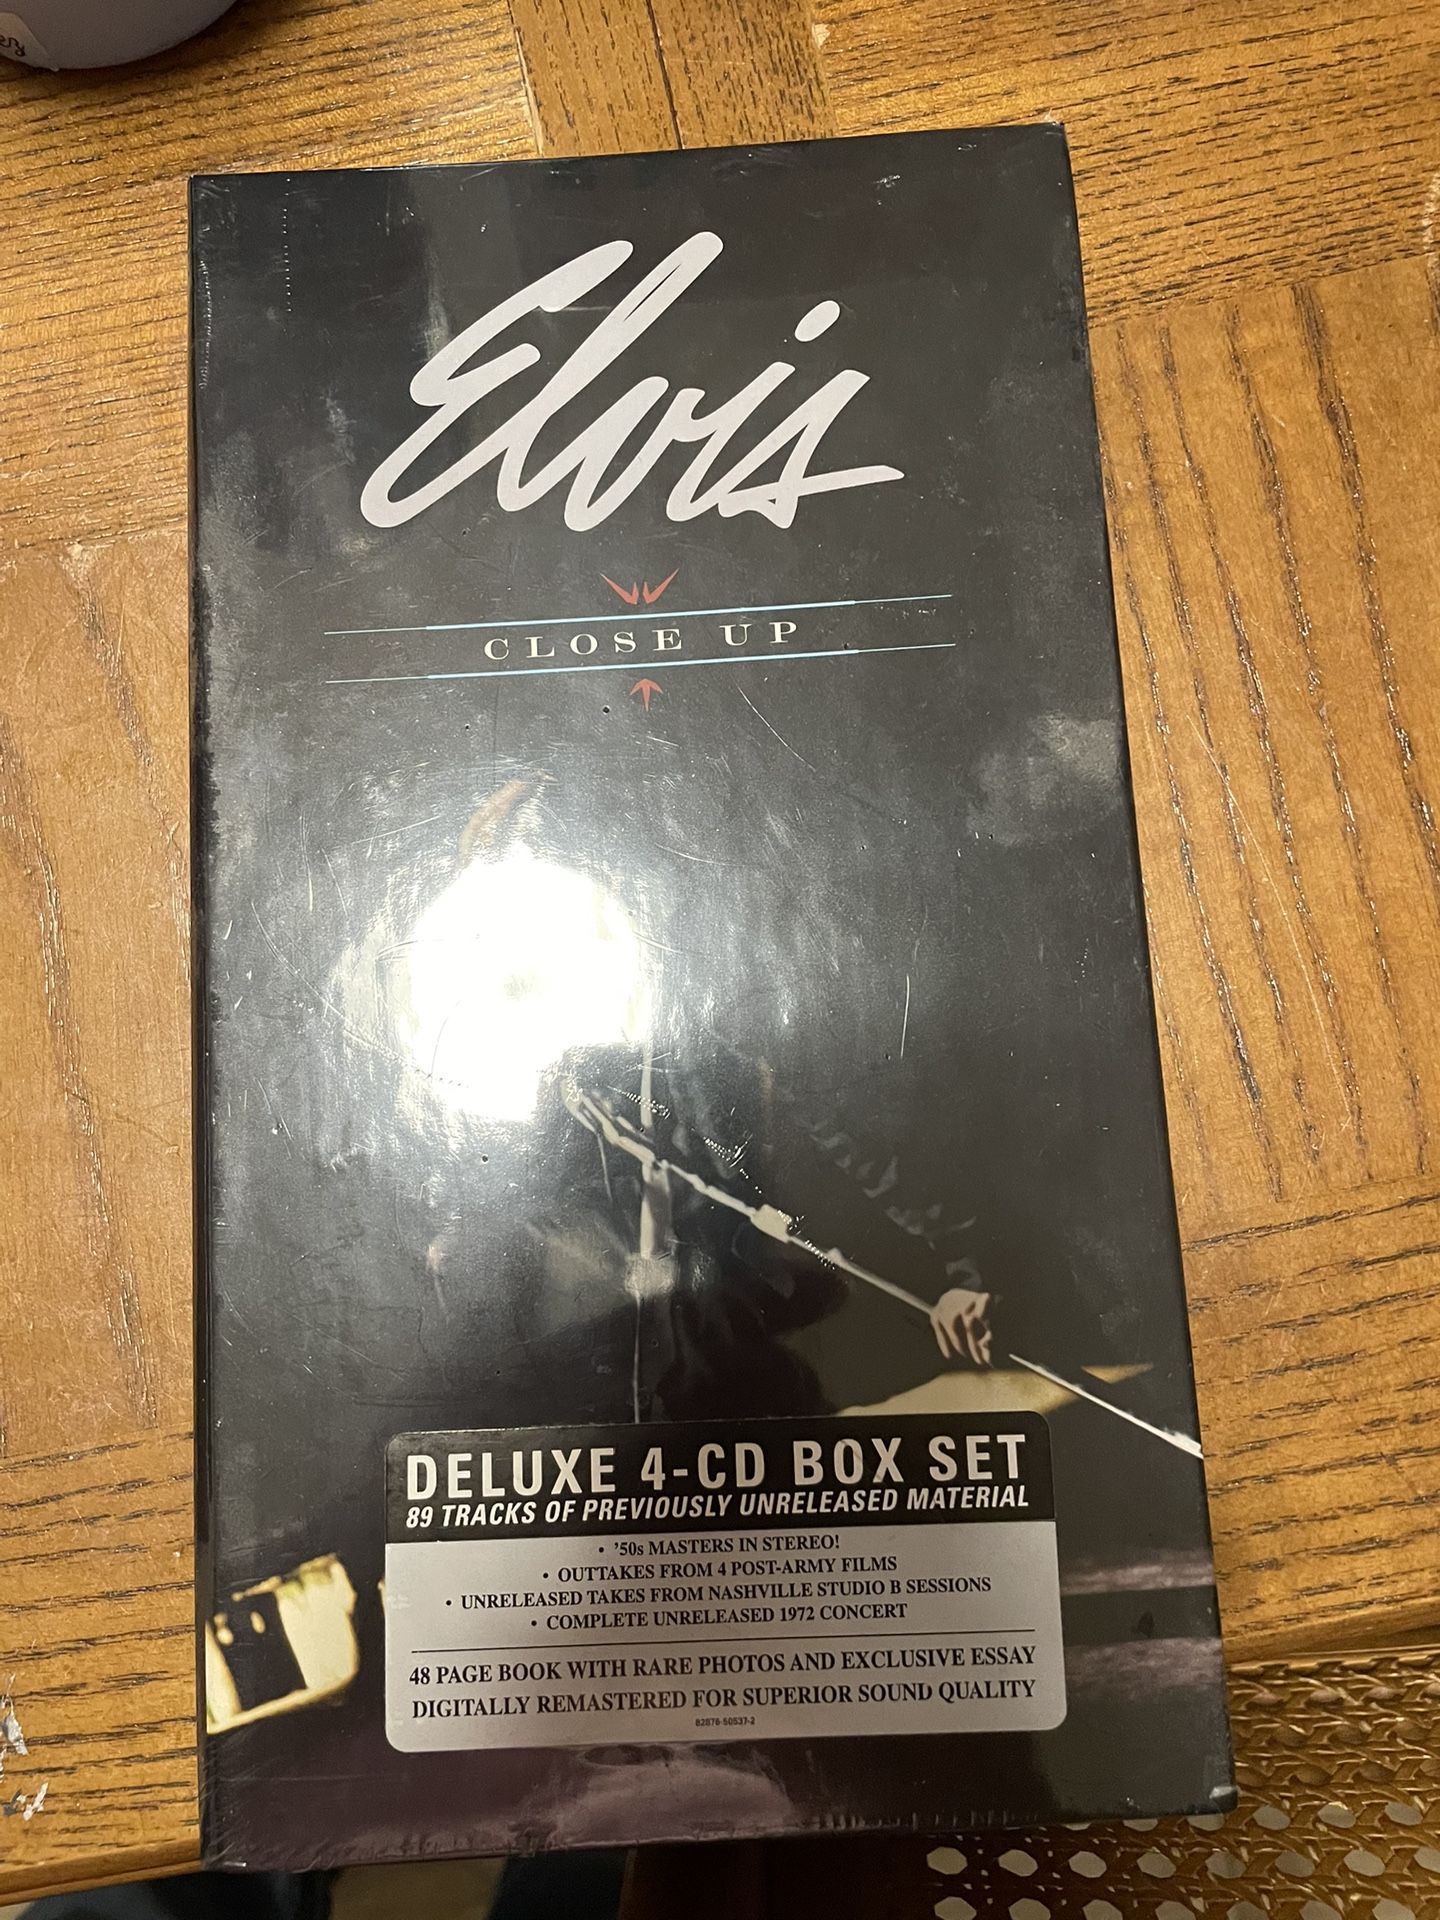 Elvis
CLOSE UP
DELUXE 4-CD BOX SET
89 TRACKS OF PREVIOUSLY UNRELEASED MATERIAL
• '50s MASTERS IN STEREO!
• OUTTAKES FROM 4 POST-ARMY FILMS
• UNRELEASED TAKES FROM NASHVILLE STUDIO B SESSIONS
• COMPLETE UNRELEASED 1972 CONCERT
48 PAGE BOOK WITH RARE PHOTOS AND EXCLUSIVE ESSAY
DIGITALLY REMASTERED FOR SUPERIOR SOUND QUALITY
82876-50537-2